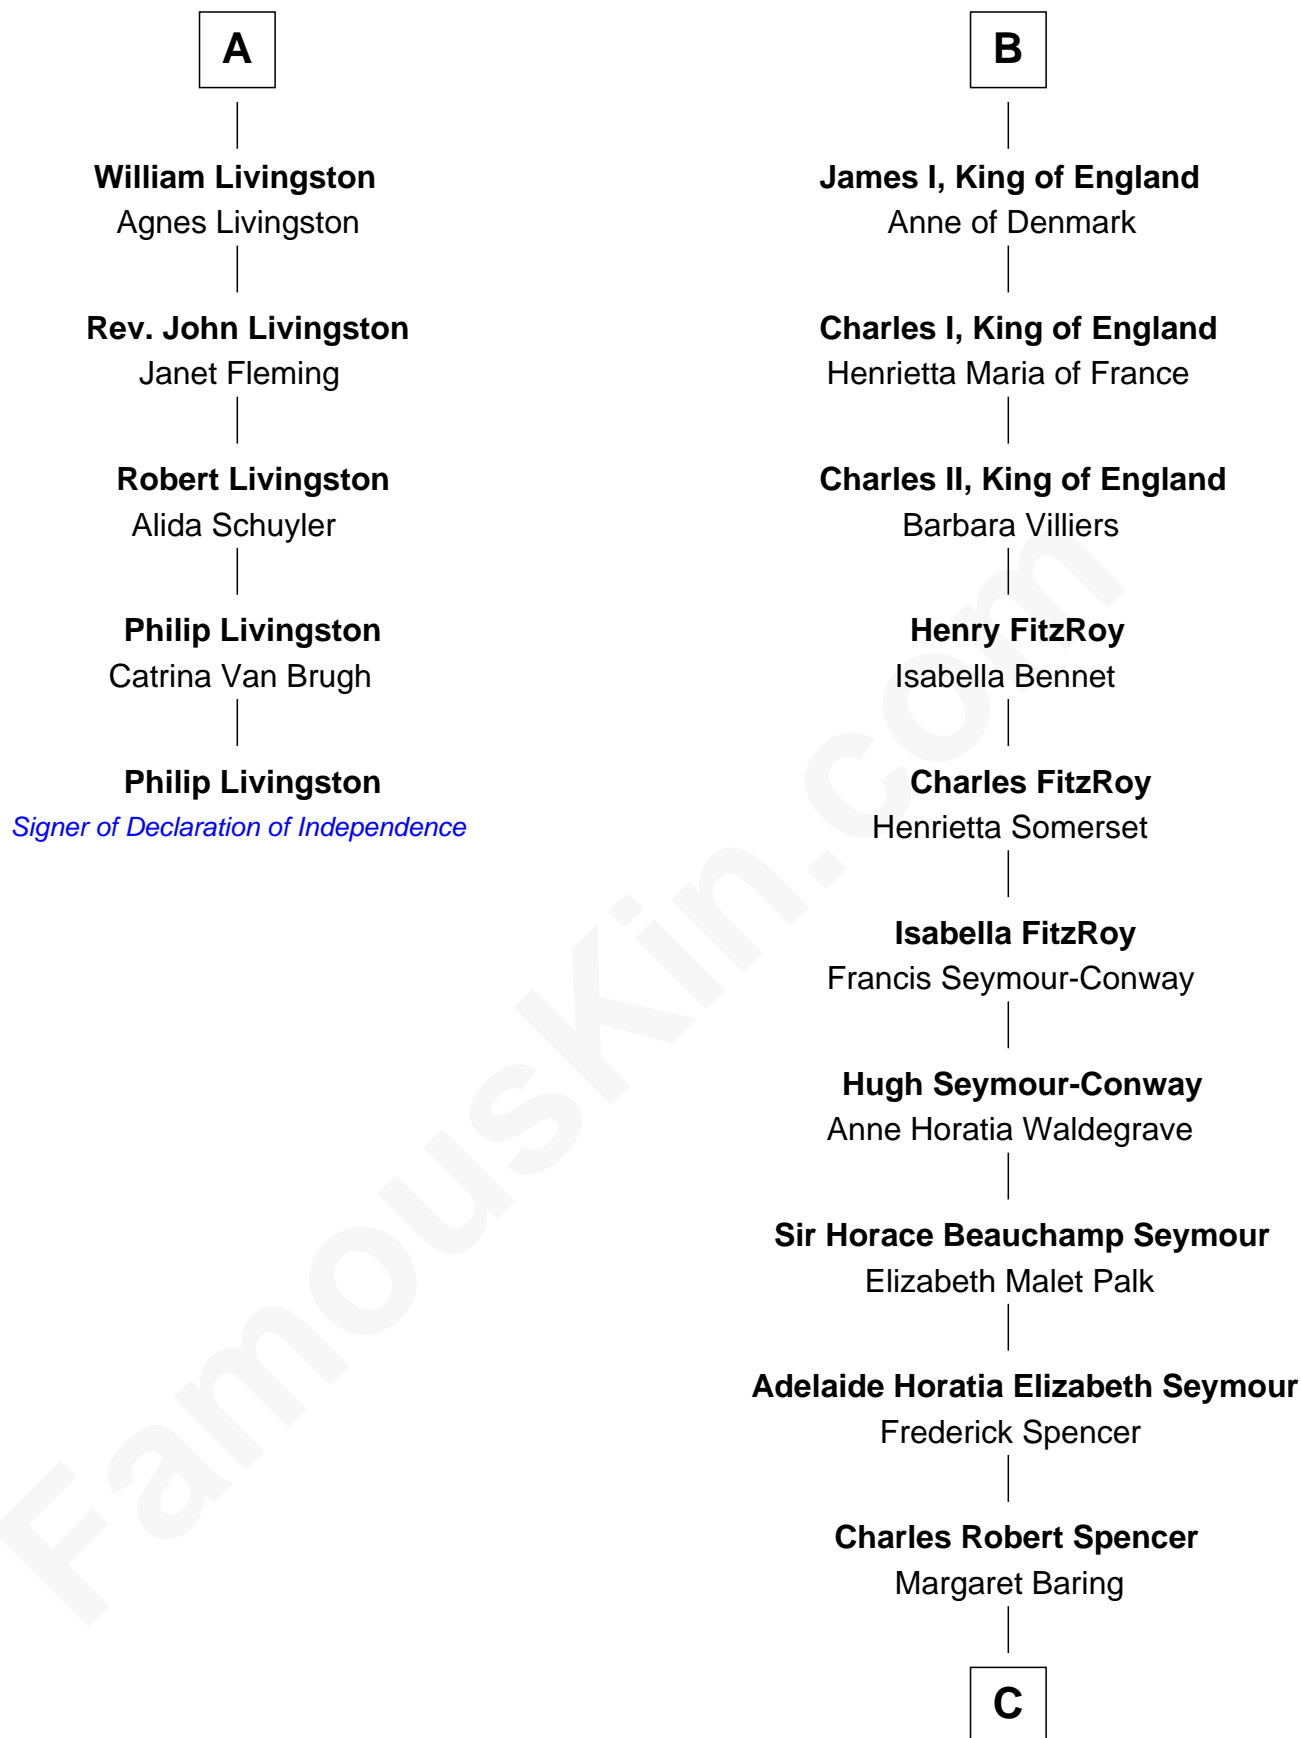 A
William Livingston
Agnes Livingston
Rev. John Livingston
Janet Fleming
Robert Livingston
Alida Schuyler
Philip Livingston
Catrina Van Brugh
Philip Livingston
Signer of Declaration of Independence
B
James I, King of England
Anne of Denmark
Charles I, King of England
Henrietta Maria of France
Charles II, King of England
Barbara Villiers
Henry FitzRoy
Isabella Bennet
Charles FitzRoy
Henrietta Somerset
Isabella FitzRoy
Francis Seymour-Conway
Hugh Seymour-Conway
Anne Horatia Waldegrave
Sir Horace Beauchamp Seymour
Elizabeth Malet Palk
Adelaide Horatia Elizabeth Seymour
Frederick Spencer
Charles Robert Spencer
Margaret Baring
C
FamousKin.com